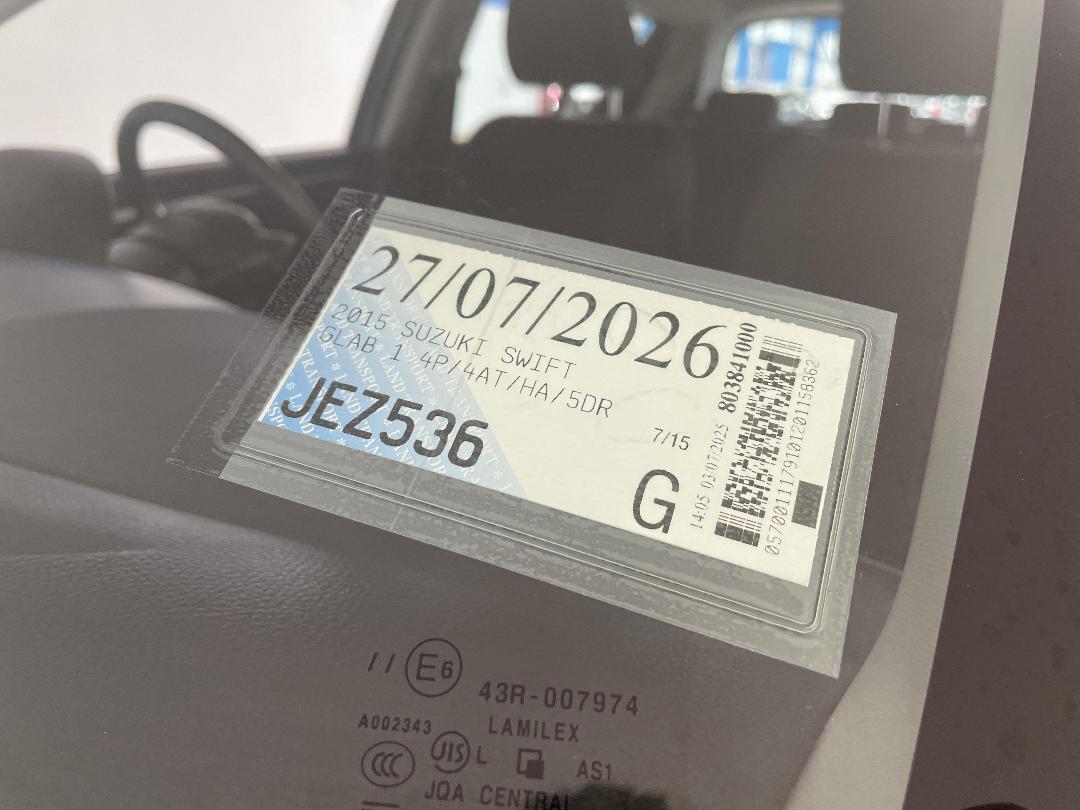 27/07/2026
2015 SUZUKI SWIFT
GLAB 1.4P/4AT/HA/5DR
JEZ536
7/15
G
14:05 03/07/2025 803841000
0570011179101201158362
// E6
43R-007974
A002343 LAMILEX
CCC JIS L AS1
JQA CENTRAL